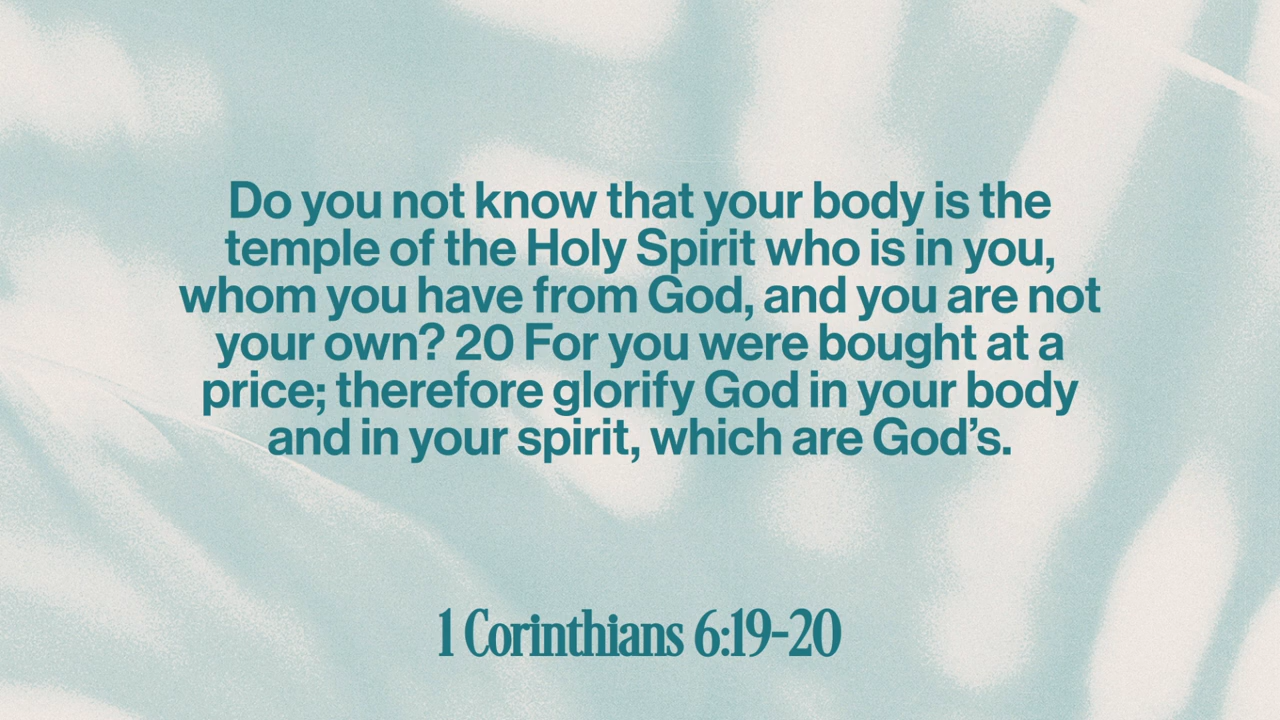 Do you not know that your body is the
temple of the Holy Spirit who is in you,
whom you have from God, and you are not
your own? 20 For you were bought at a
price; therefore glorify God in your body
and in your spirit, which are God’s.
1 Corinthians 6:19-20